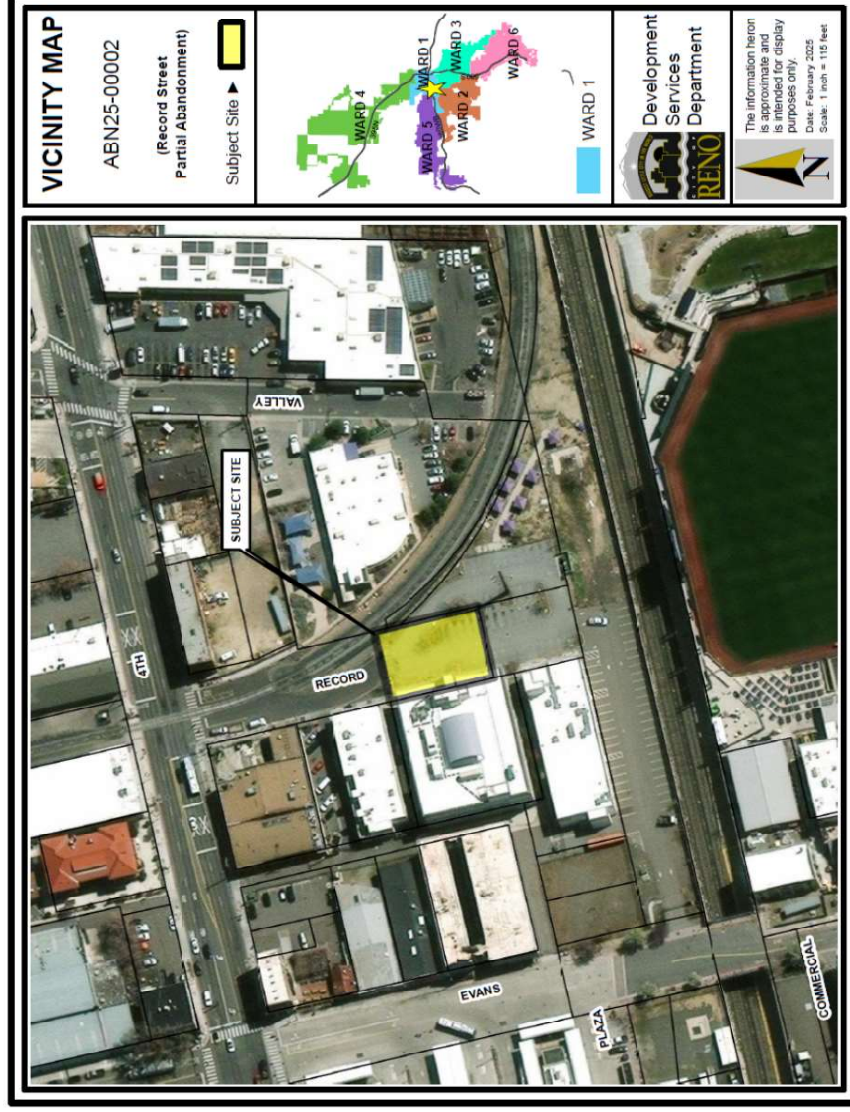 VICINITY MAP
ABN25-00002
(Record Street
Partial Abandonment)
Subject Site ►
WARD 4
WARD 1
WARD 3
WARD 5
WARD 2
WARD 6
WARD 1
CITY OF
RENO
Development
Services
Department
N
The information heron
is approximate and
is intended for display
purposes only.
Date: February 2025
Scale: 1 inch = 115 feet
4TH
VALLEY
SUBJECT SITE
RECORD
EVANS
PLAZA
COMMERCIAL